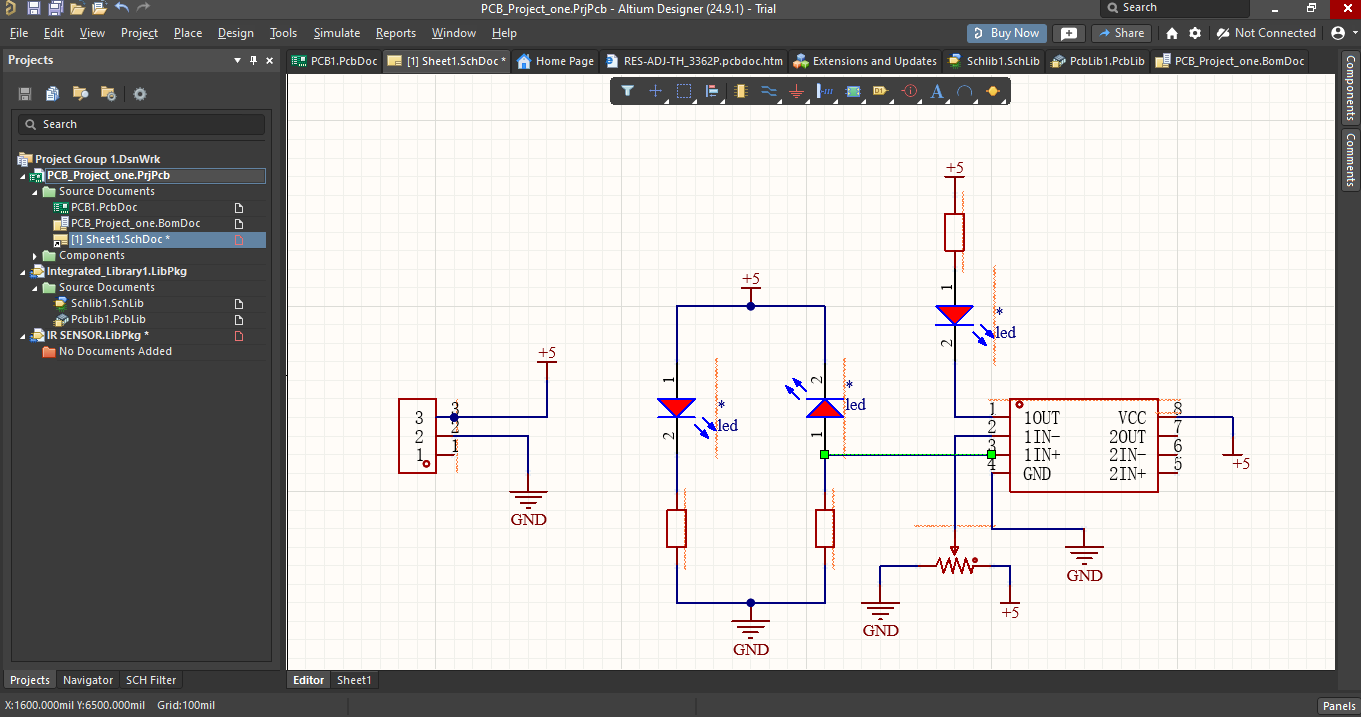 PCB_Project_one.PrjPcb - Altium Designer (24.9.1) - Trial
Search
File Edit View Project Place Design Tools Simulate Reports Window Help
Buy Now
Share
Not Connected
Projects
PCB1.PcbDoc
[1] Sheet1.SchDoc *
Home Page
RES-ADJ-TH_3362P.pcbdoc.htm
Extensions and Updates
Schlib1.SchLib
PcbLib1.PcbLib
PCB_Project_one.BomDoc
Components
Comments
Search
Project Group 1.DsnWrk
PCB_Project_one.PrjPcb
Source Documents
PCB1.PcbDoc
PCB_Project_one.BomDoc
[1] Sheet1.SchDoc *
Components
Integrated_Library1.LibPkg
Source Documents
Schlib1.SchLib
PcbLib1.PcbLib
IR SENSOR.LibPkg *
No Documents Added
+5
1
*
led
2
+5
1
*
led
2
2
*
led
1
+5
3 3
2 2
1 1
GND
GND
1 1OUT VCC 8
2 1IN- 2OUT 7
3 1IN+ 2IN- 6
4 GND 2IN+ 5
+5
GND
GND
+5
Projects Navigator SCH Filter
Editor Sheet1
X:1600.000mil Y:6500.000mil Grid:100mil
Panels